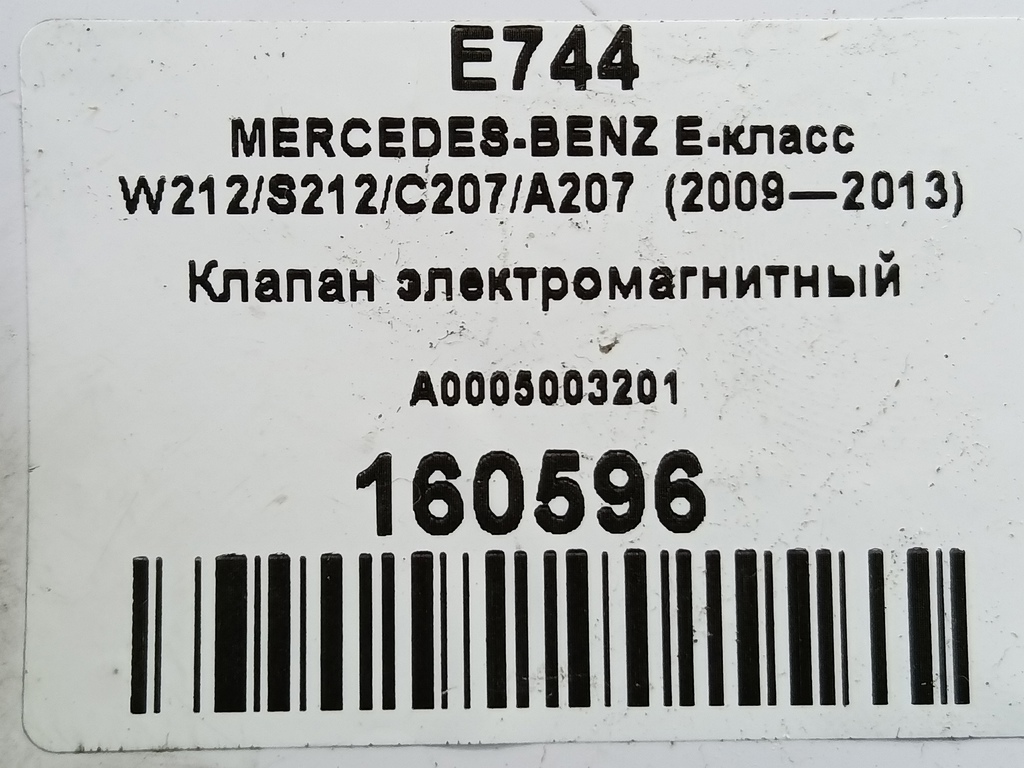 E744
MERCEDES-BENZ E-класс
W212/S212/C207/A207 (2009—2013)
Клапан электромагнитный
A0005003201
160596